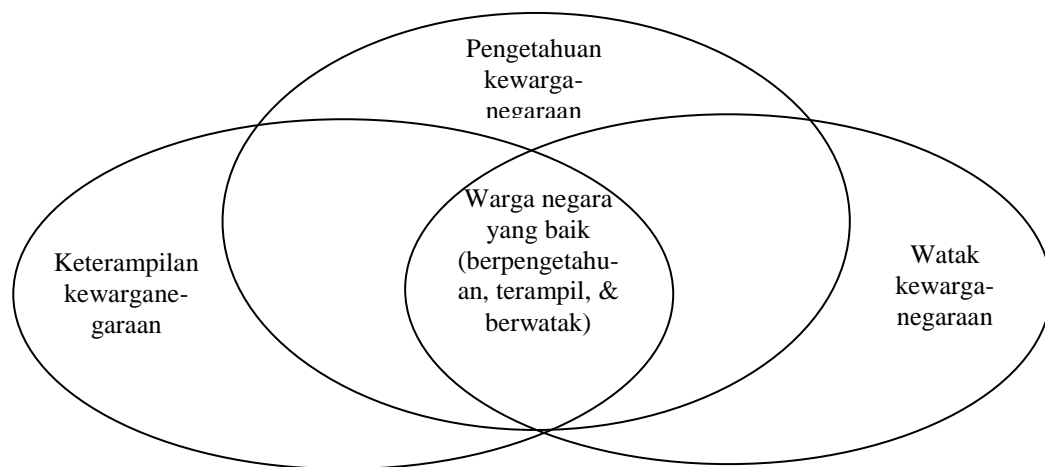 Pengetahuan
kewarga-
negaraan
Warga negara
yang baik
(berpengetahu-
an, terampil, &
berwatak)
Keterampilan
kewargane-
garaan
Watak
kewarga-
negaraan